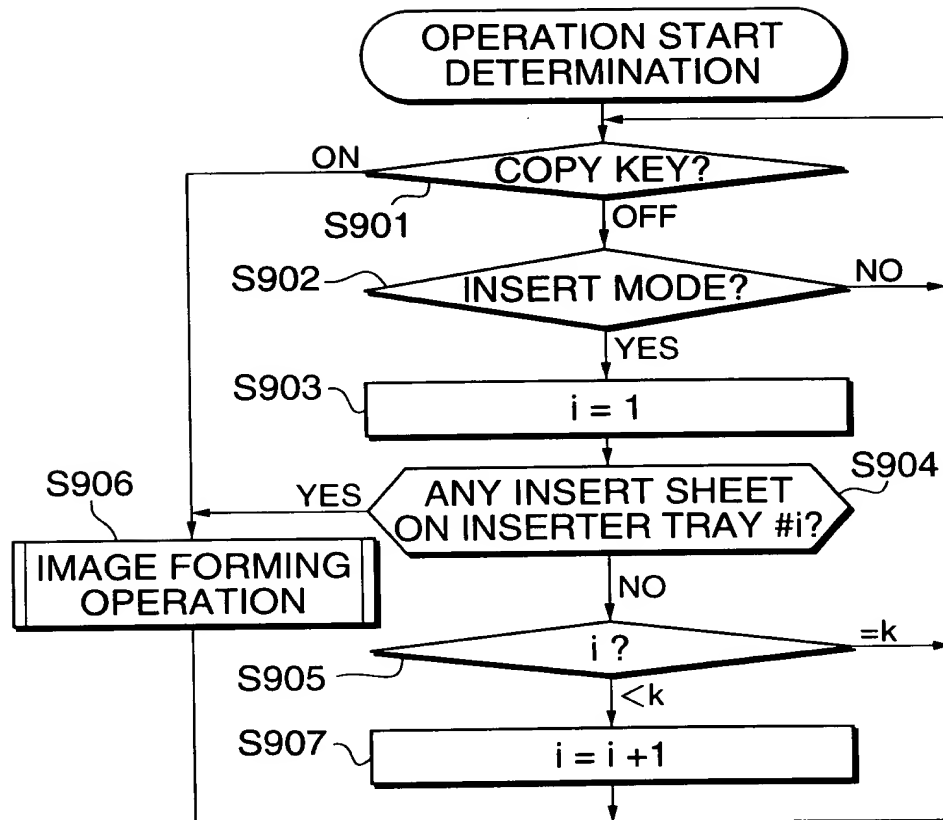 OPERATION START
DETERMINATION
ON
COPY KEY?
S901
OFF
S902
INSERT MODE?
NO
YES
S903
i = 1
S904
S906
YES
ANY INSERT SHEET
ON INSERTER TRAY #i?
IMAGE FORMING
OPERATION
NO
i ?
=k
S905
<k
S907
i = i +1